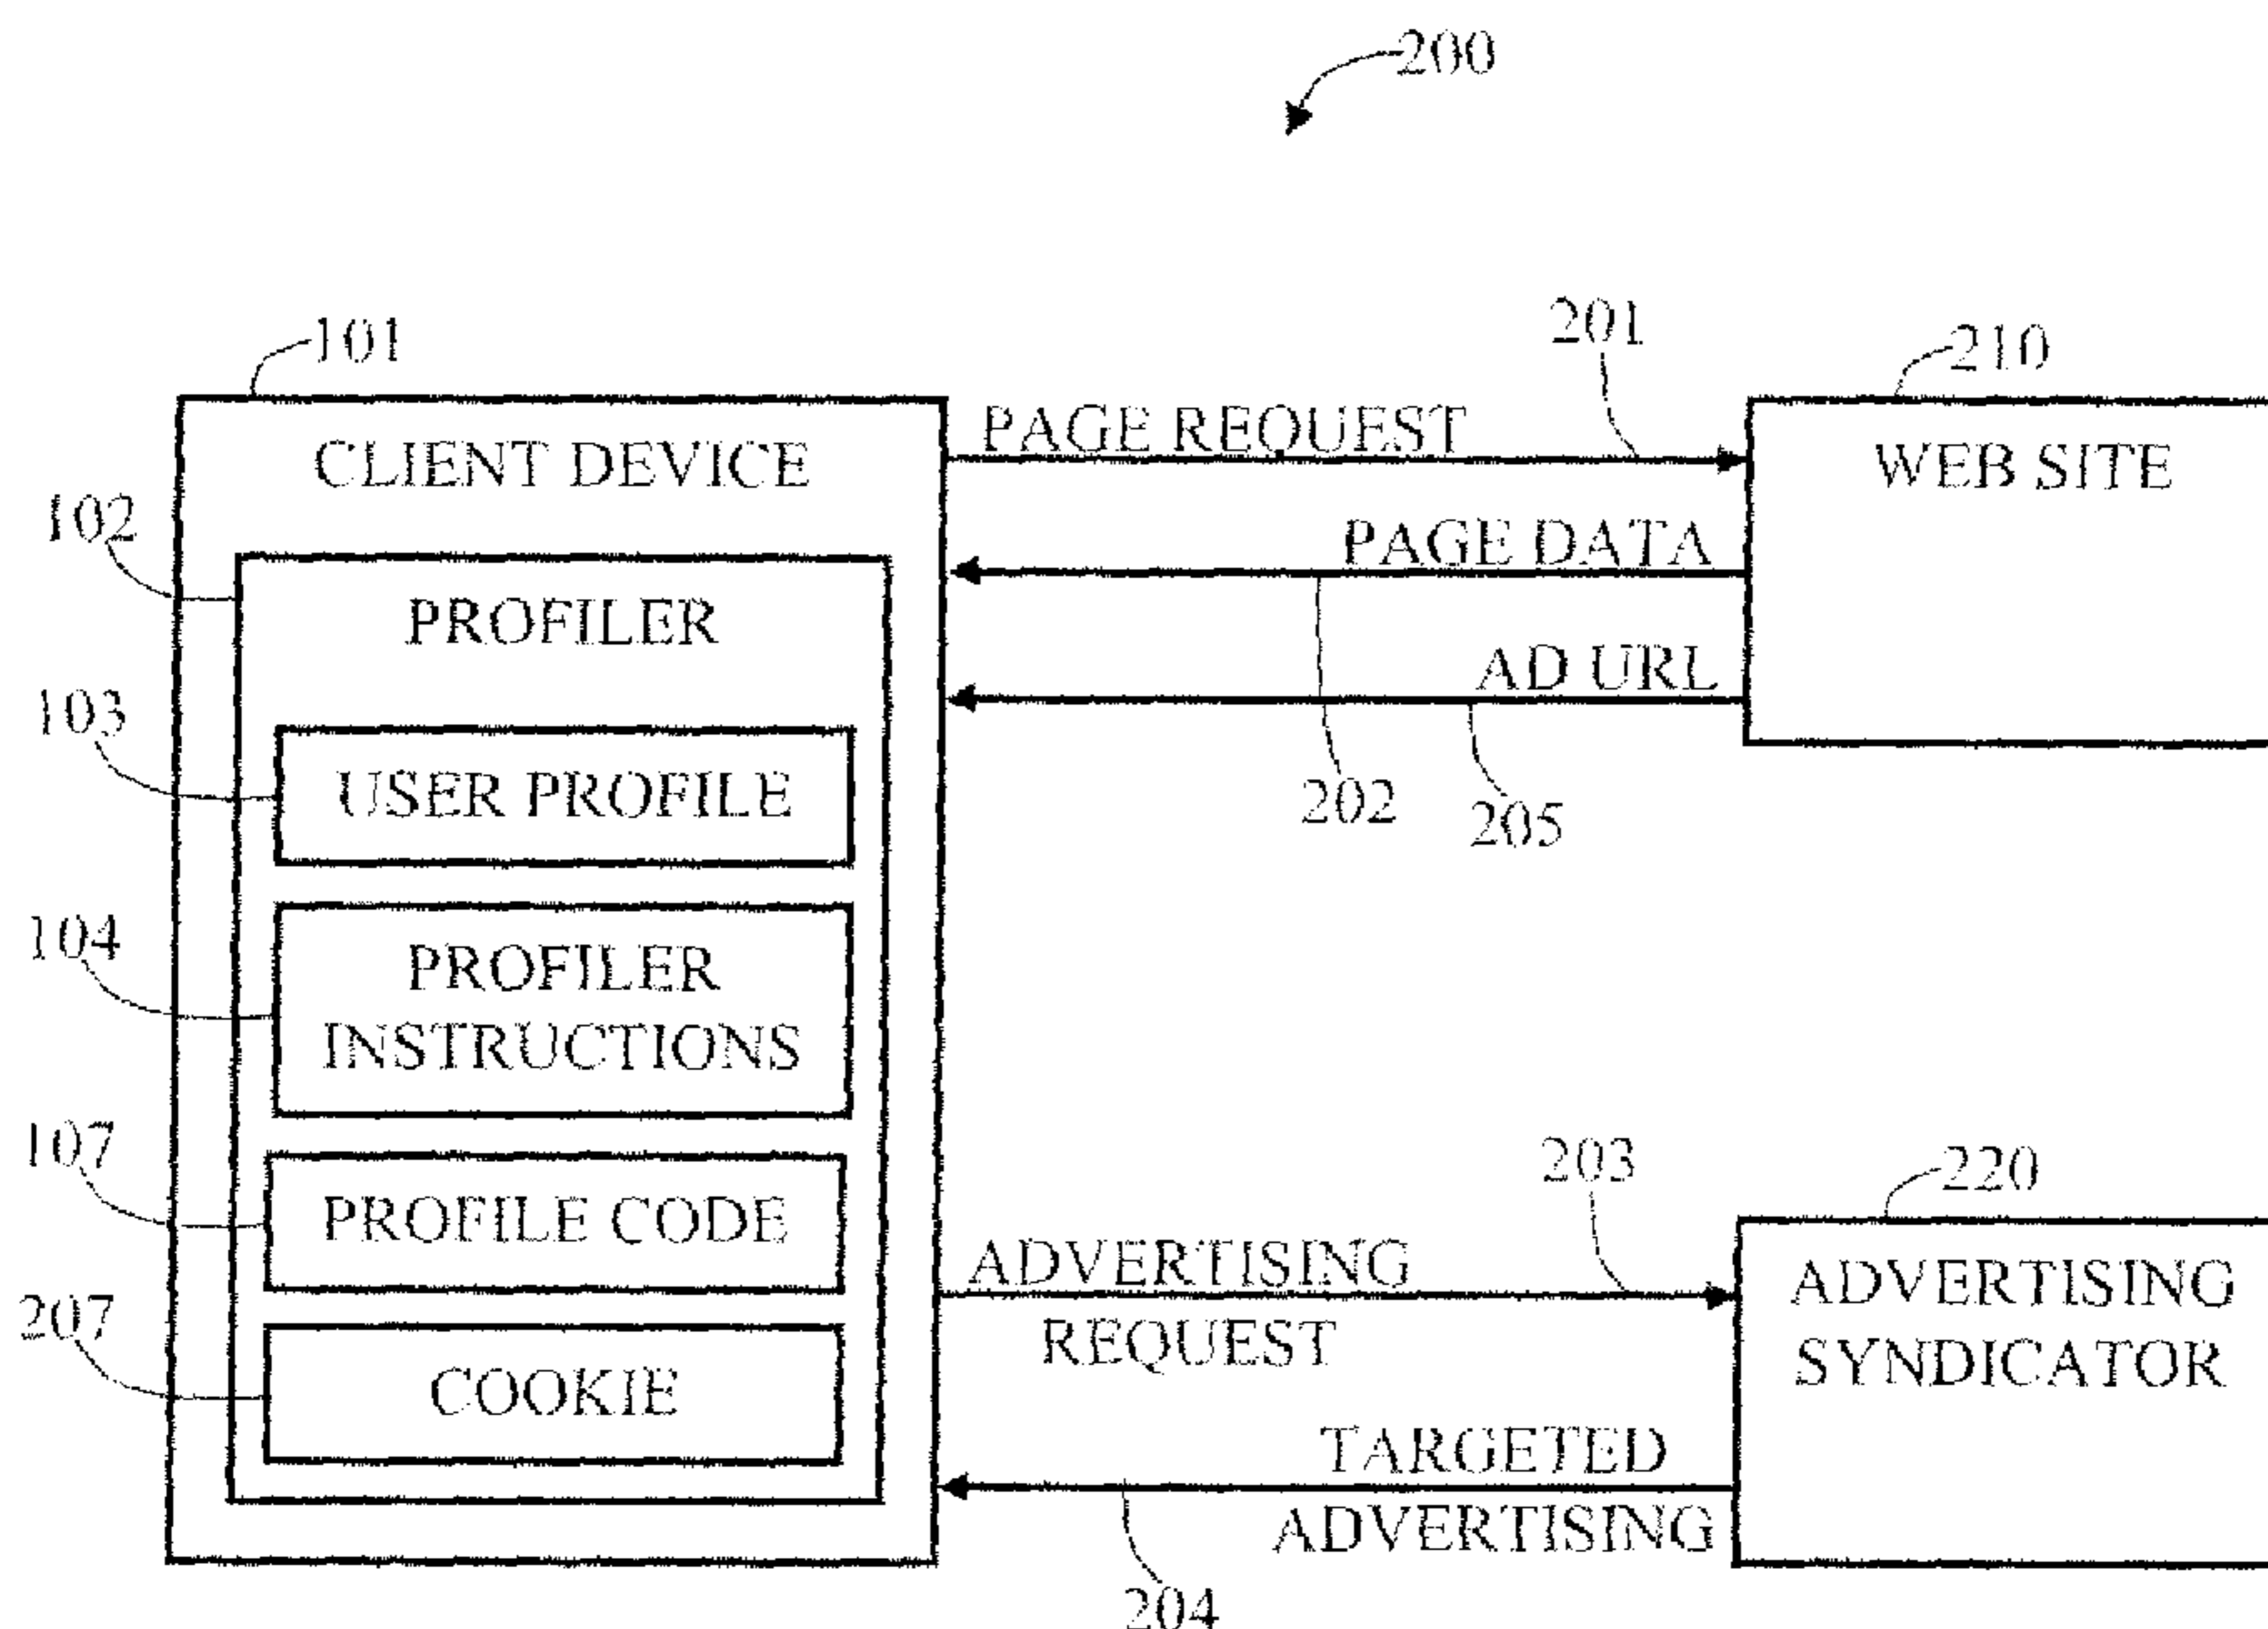 200
101
201
210
CLIENT DEVICE
PAGE REQUEST
WEB SITE
102
PAGE DATA
PROFILER
AD URL
103
USER PROFILE
202
205
104
PROFILER
INSTRUCTIONS
107
203
220
PROFILE CODE
ADVERTISING
REQUEST
ADVERTISING
SYNDICATOR
207
COOKIE
TARGETED
ADVERTISING
204